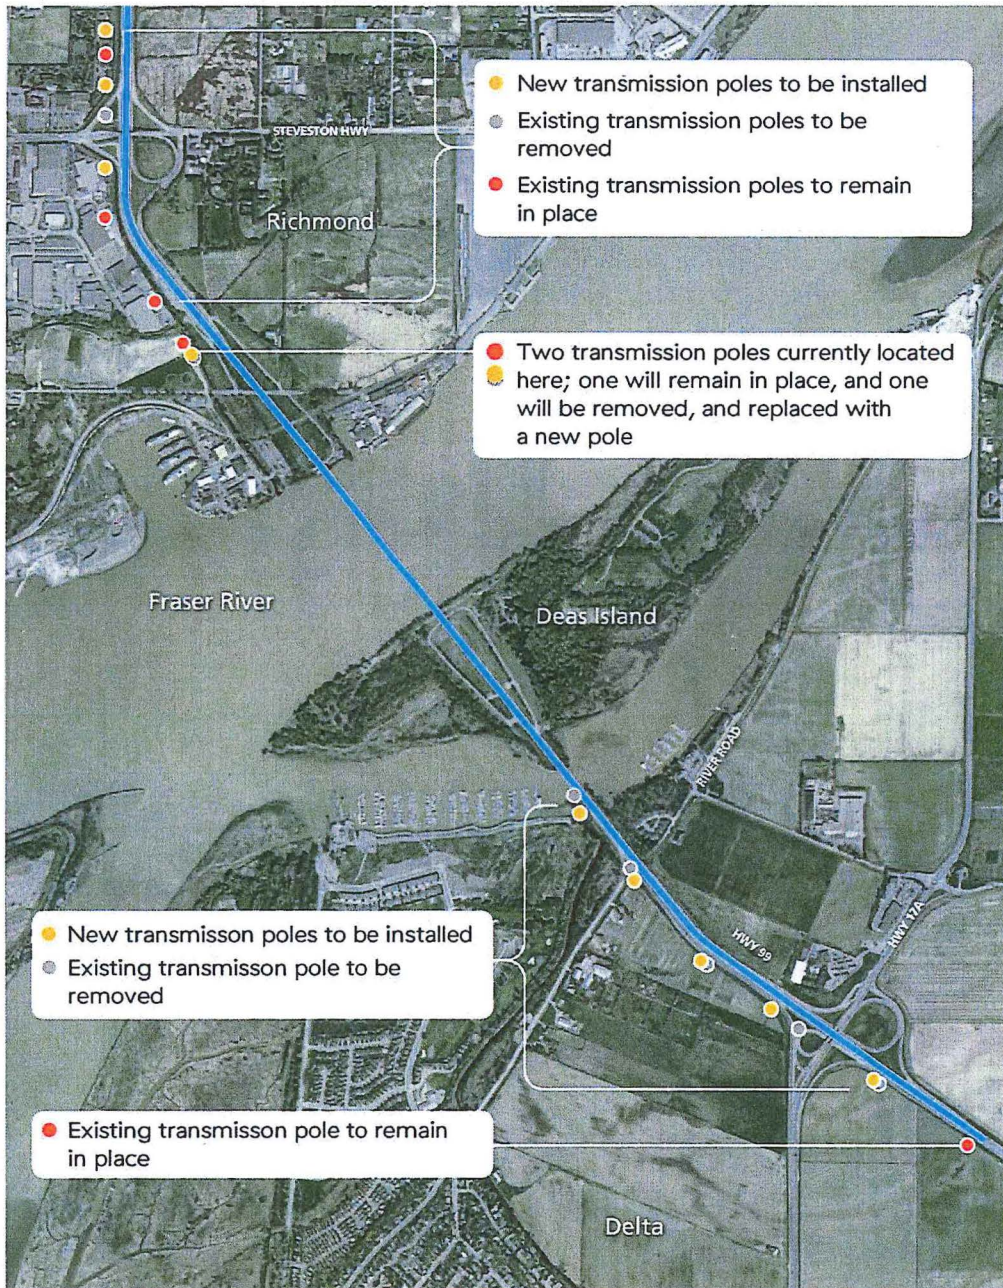 New transmission poles to be installed
Existing transmission poles to be
removed
Existing transmission poles to remain
in place
STEVESTON HWY
Richmond
Two transmission poles currently located
here; one will remain in place, and one
will be removed, and replaced with
a new pole
Fraser River
Deas Island
RIVER ROAD
HWY 17A
HWY 99
New transmisson poles to be installed
Existing transmisson pole to be
removed
Existing transmisson pole to remain
in place
Delta